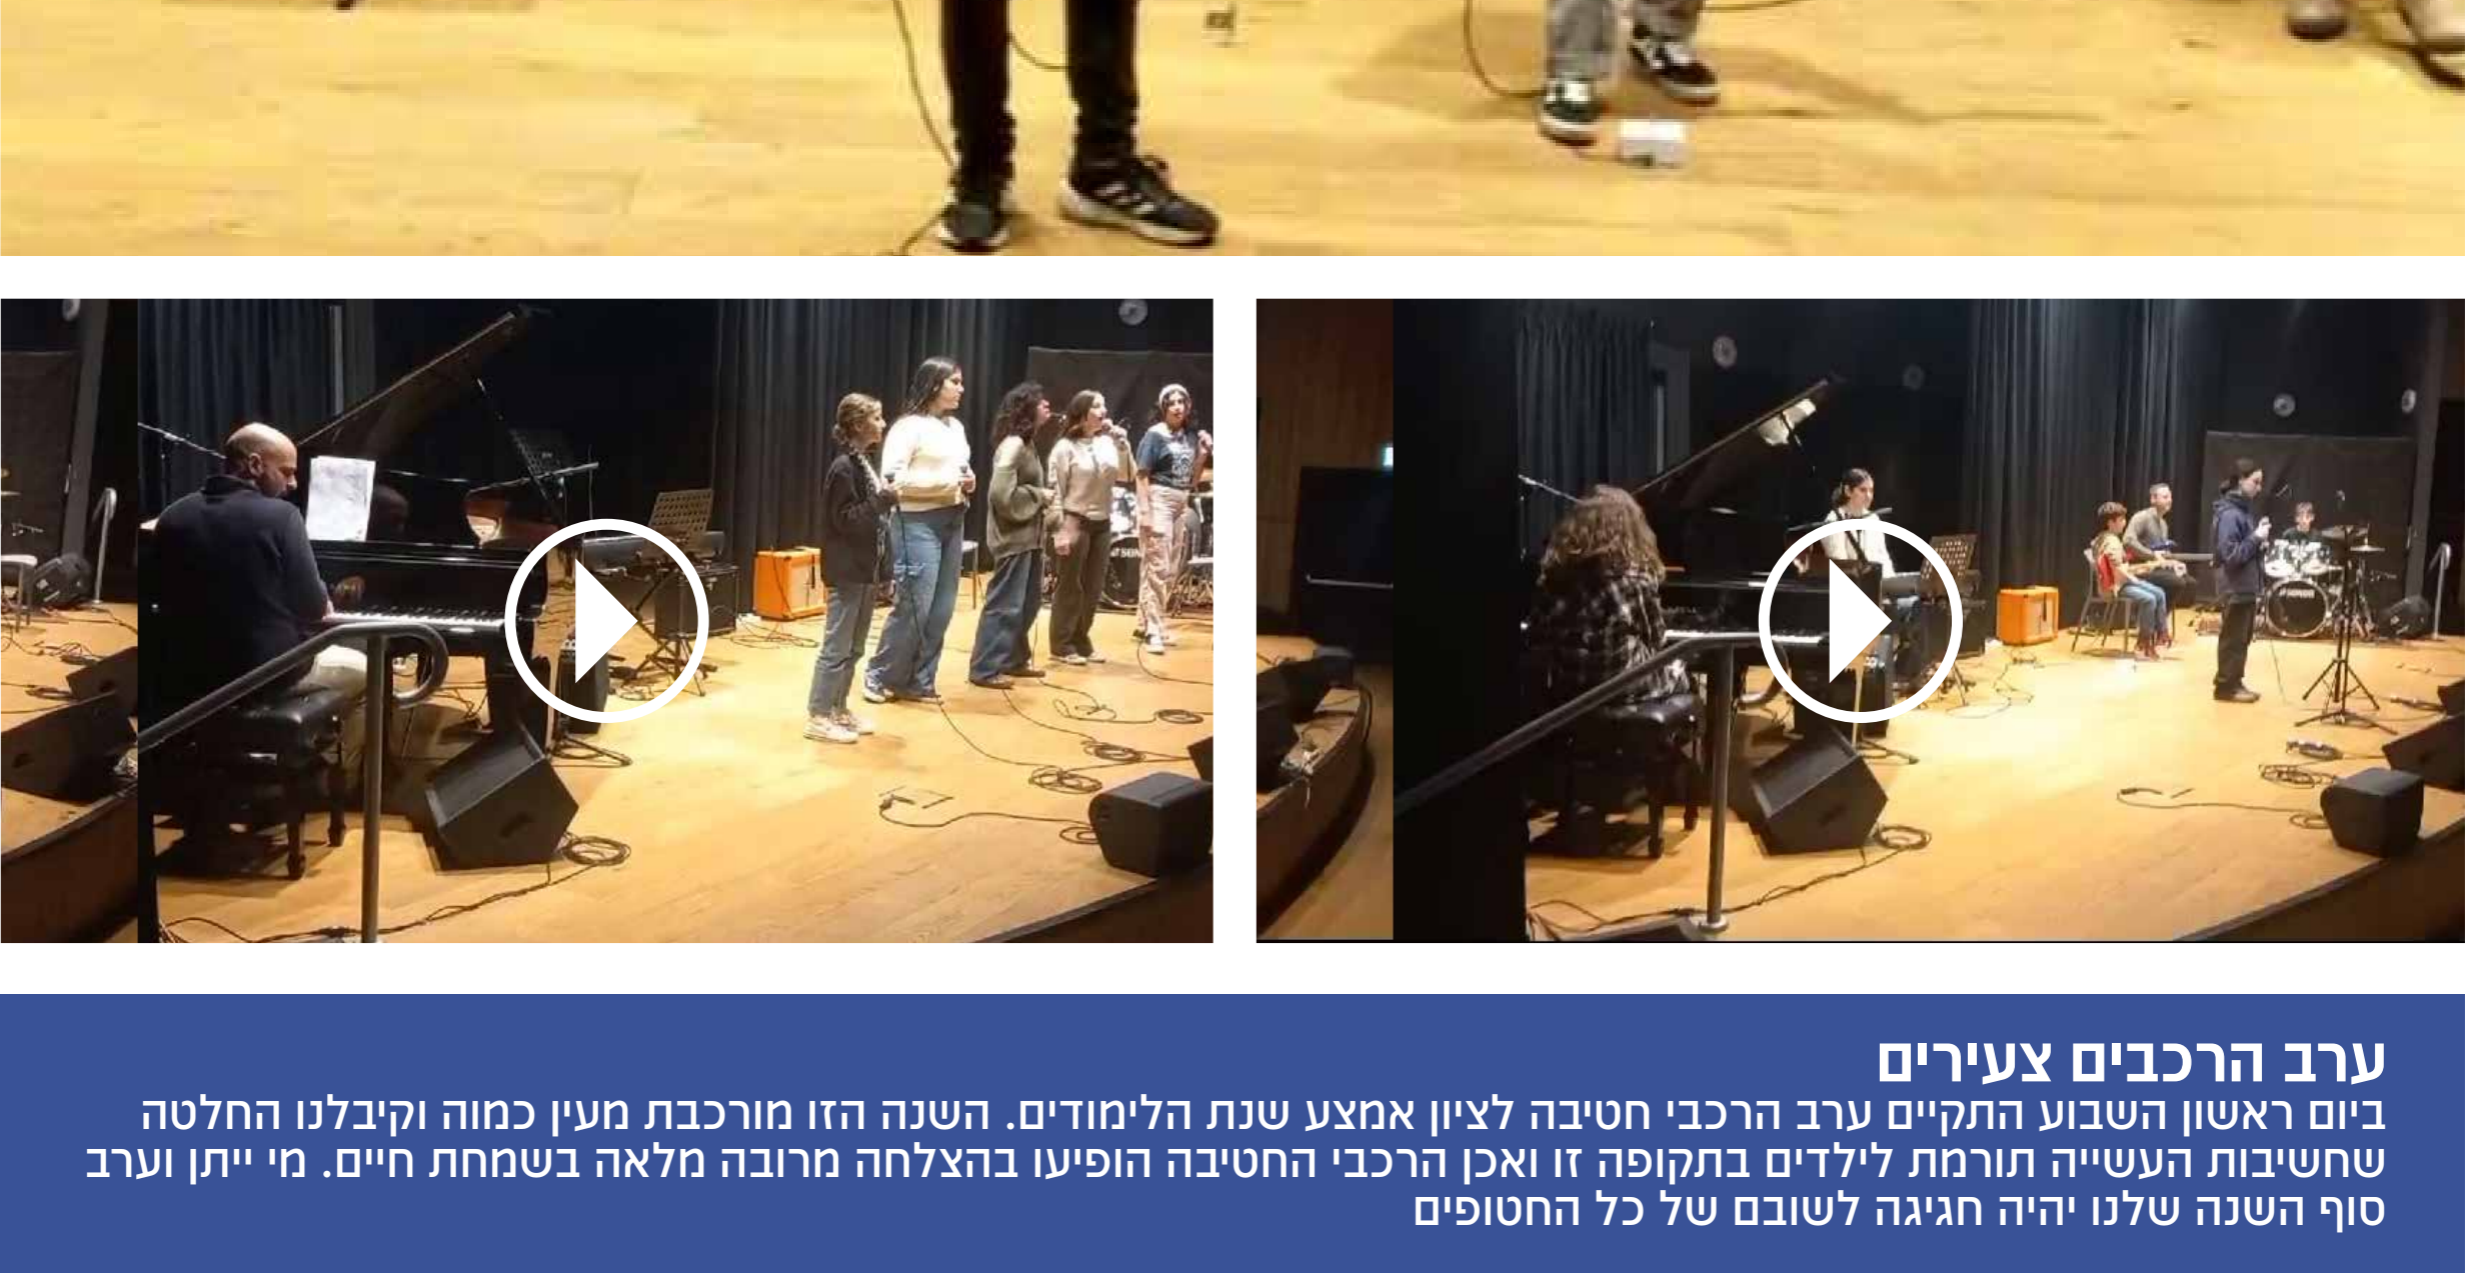 ערב הרכבים צעירים
ביום ראשון השבוע התקיים ערב הרכבי חטיבה לציון אמצע שנת הלימודים. השנה הזו מורכבת מעין כמוה וקיבלנו החלטה
שחשיבות העשייה תורמת לילדים בתקופה זו ואכן הרכבי החטיבה הופיעו בהצלחה מרובה מלאה בשמחת חיים. מי ייתן וערב
סוף השנה שלנו יהיה חגיגה לשובם של כל החטופים